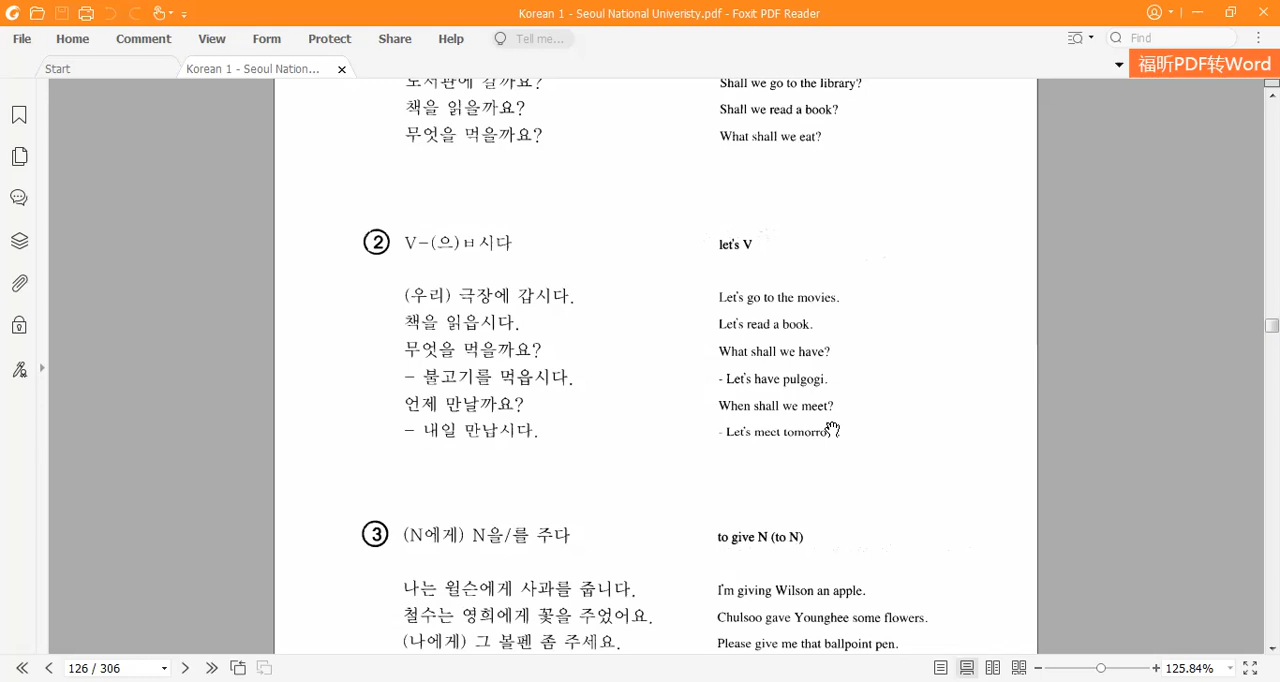 Korean 1 - Seoul National Univeristy.pdf - Foxit PDF Reader
File Home Comment View Form Protect Share Help Tell me... Find
Start Korean 1 - Seoul Nation...
福昕PDF转Word
도서관에 갈까요? Shall we go to the library?
책을 읽을까요? Shall we read a book?
무엇을 먹을까요? What shall we eat?
② V-(으)ㅂ시다 let's V
(우리) 극장에 갑시다. Let's go to the movies.
책을 읽읍시다. Let's read a book.
무엇을 먹을까요? What shall we have?
- 불고기를 먹읍시다. - Let's have pulgogi.
언제 만날까요? When shall we meet?
- 내일 만납시다. - Let's meet tomorro
③ (N에게) N을/를 주다 to give N (to N)
나는 윌슨에게 사과를 줍니다. I'm giving Wilson an apple.
철수는 영희에게 꽃을 주었어요. Chulsoo gave Younghee some flowers.
(나에게) 그 볼펜 좀 주세요. Please give me that ballpoint pen.
126 / 306 125.84%